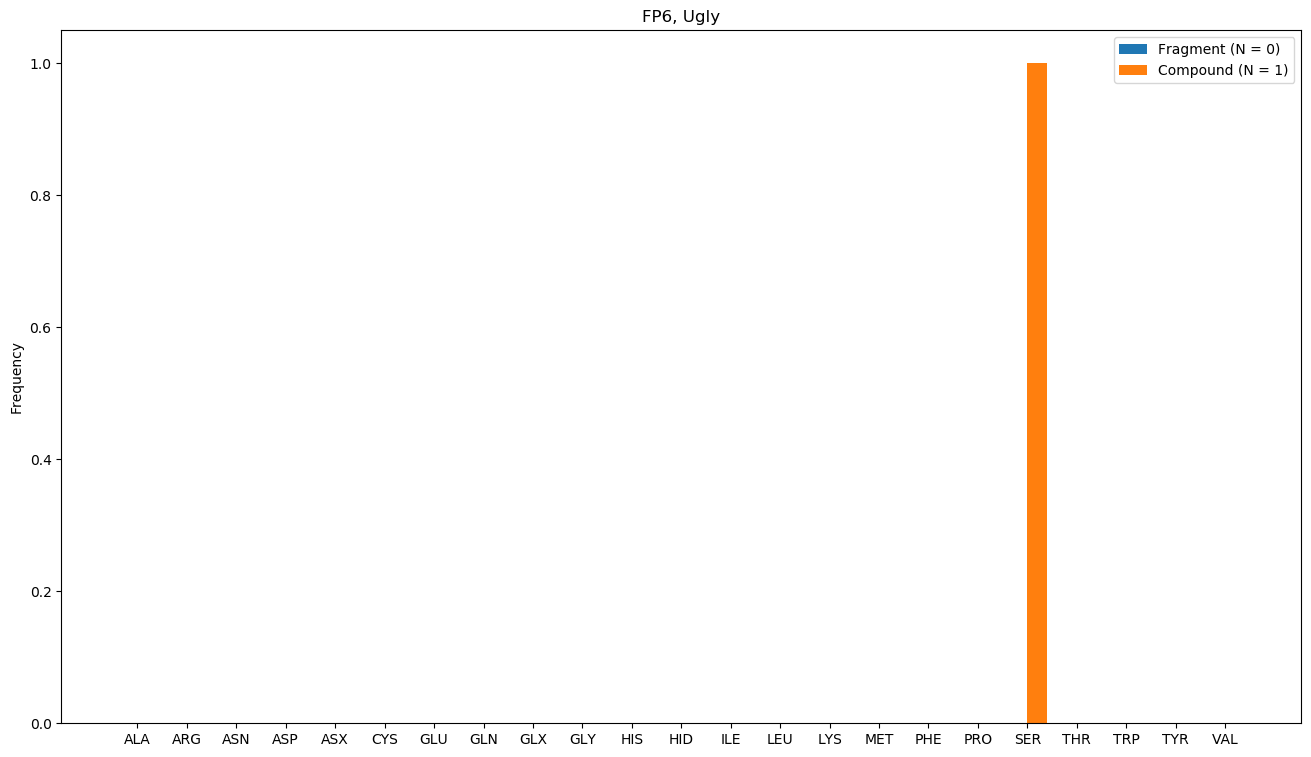 FP6, Ugly
Fragment (N = 0)
Compound (N = 1)
1.0
0.8
0.6
0.4
0.2
0.0
Frequency
ALA ARG ASN ASP ASX CYS GLU GLN GLX GLY HIS HID ILE LEU LYS MET PHE PRO SER THR TRP TYR VAL